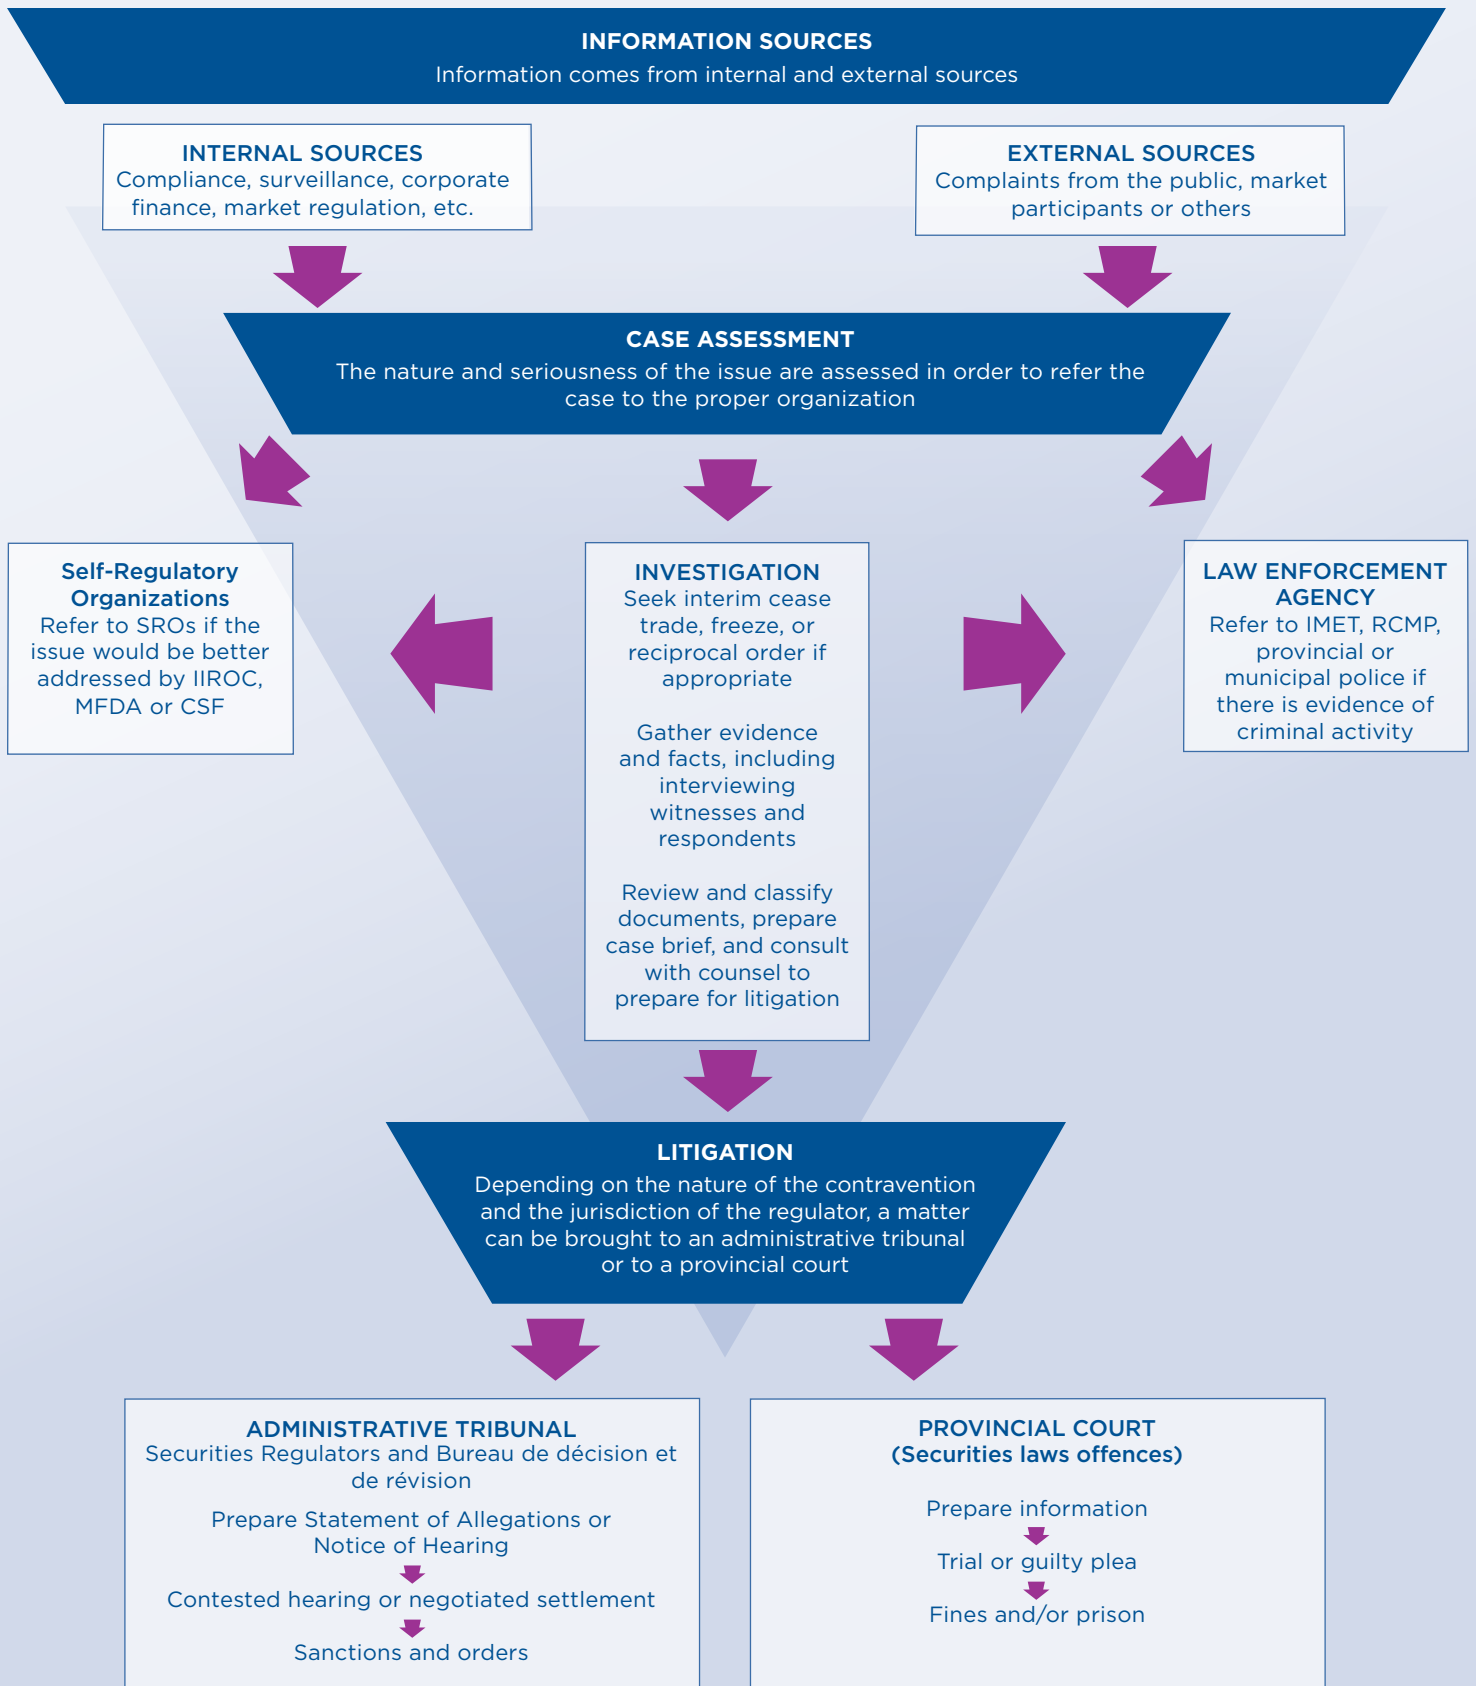 INFORMATION SOURCES
Information comes from internal and external sources
INTERNAL SOURCES
Compliance, surveillance, corporate
finance, market regulation, etc.
EXTERNAL SOURCES
Complaints from the public, market
participants or others
CASE ASSESSMENT
The nature and seriousness of the issue are assessed in order to refer the
case to the proper organization
Self-Regulatory
Organizations
Refer to SROs if the
issue would be better
addressed by IIROC,
MFDA or CSF
INVESTIGATION
Seek interim cease
trade, freeze, or
reciprocal order if
appropriate
Gather evidence
and facts, including
interviewing
witnesses and
respondents
Review and classify
documents, prepare
case brief, and consult
with counsel to
prepare for litigation
LAW ENFORCEMENT
AGENCY
Refer to IMET, RCMP,
provincial or
municipal police if
there is evidence of
criminal activity
LITIGATION
Depending on the nature of the contravention
and the jurisdiction of the regulator, a matter
can be brought to an administrative tribunal
or to a provincial court
ADMINISTRATIVE TRIBUNAL
Securities Regulators and Bureau de décision et
de révision
Prepare Statement of Allegations or
Notice of Hearing
Contested hearing or negotiated settlement
Sanctions and orders
PROVINCIAL COURT
(Securities laws offences)
Prepare information
Trial or guilty plea
Fines and/or prison